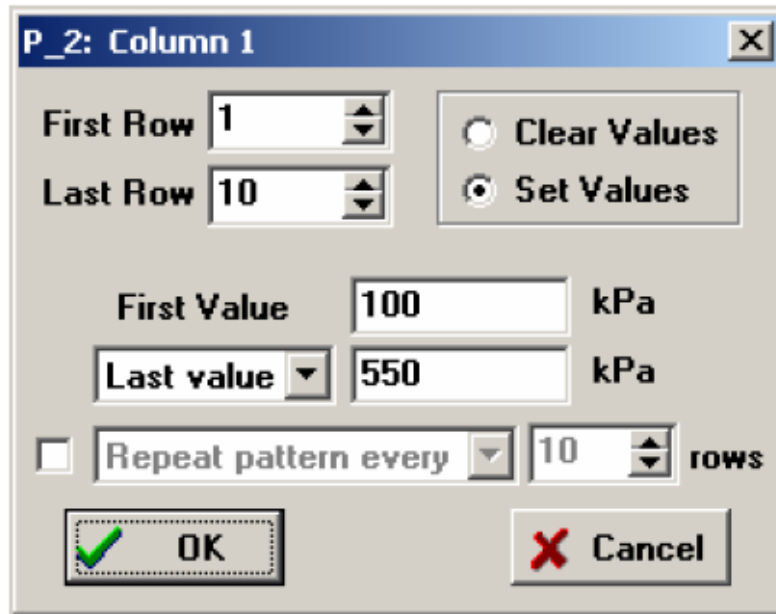 P_2: Column 1
First Row 1
Clear Values
Last Row 10
Set Values
First Value 100 kPa
Last value 550 kPa
Repeat pattern every 10 rows
OK Cancel